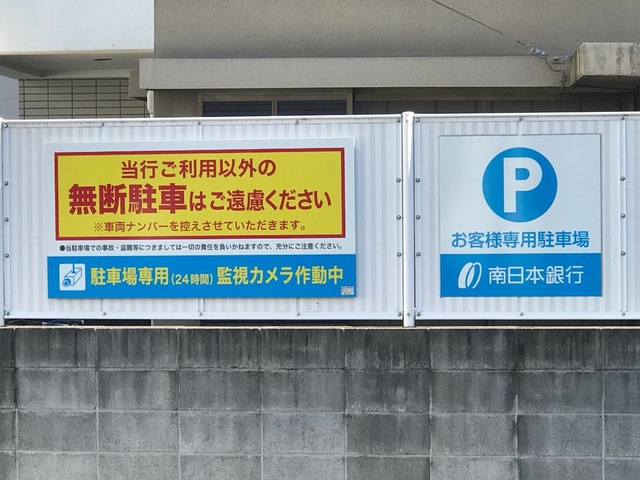 当行ご利用以外の
無断駐車はご遠慮ください
※車両ナンバーを控えさせていただきます。
●当駐車場での事故・盗難等につきましては一切の責任を負いかねますので、充分にご注意ください。
駐車場専用(24時間)監視カメラ作動中
P
お客様専用駐車場
南日本銀行